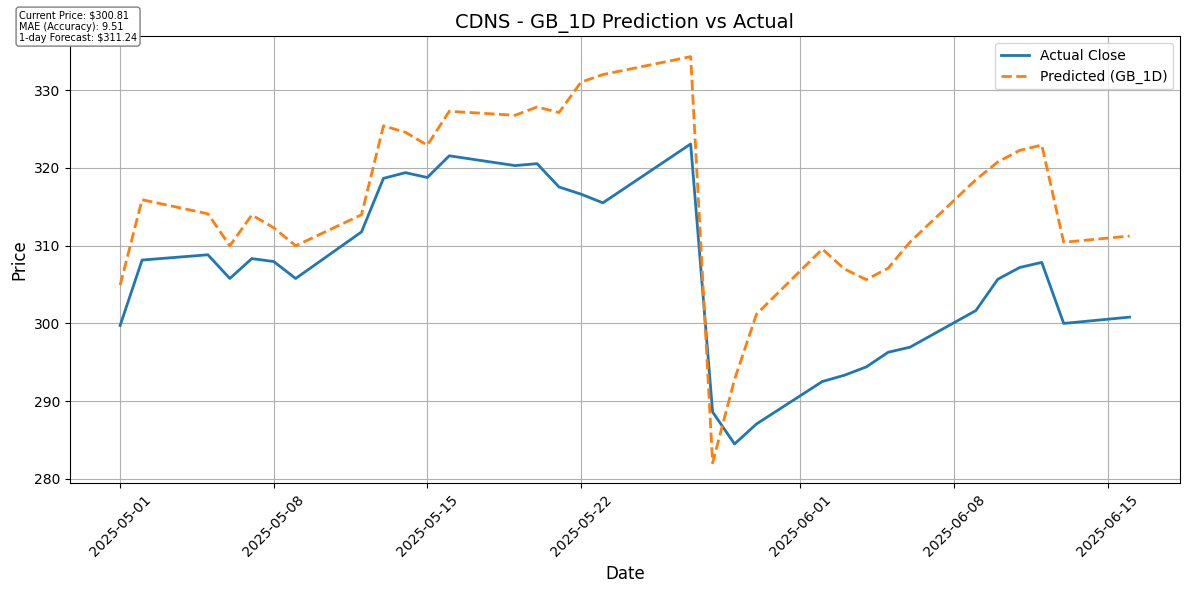 CDNS - GB_1D Prediction vs Actual
Current Price: $300.81
MAE (Accuracy): 9.51
1-day Forecast: $311.24
Actual Close
Predicted (GB_1D)
Price
330
320
310
300
290
280
2025-05-01
2025-05-08
2025-05-15
2025-05-22
2025-06-01
2025-06-08
2025-06-15
Date